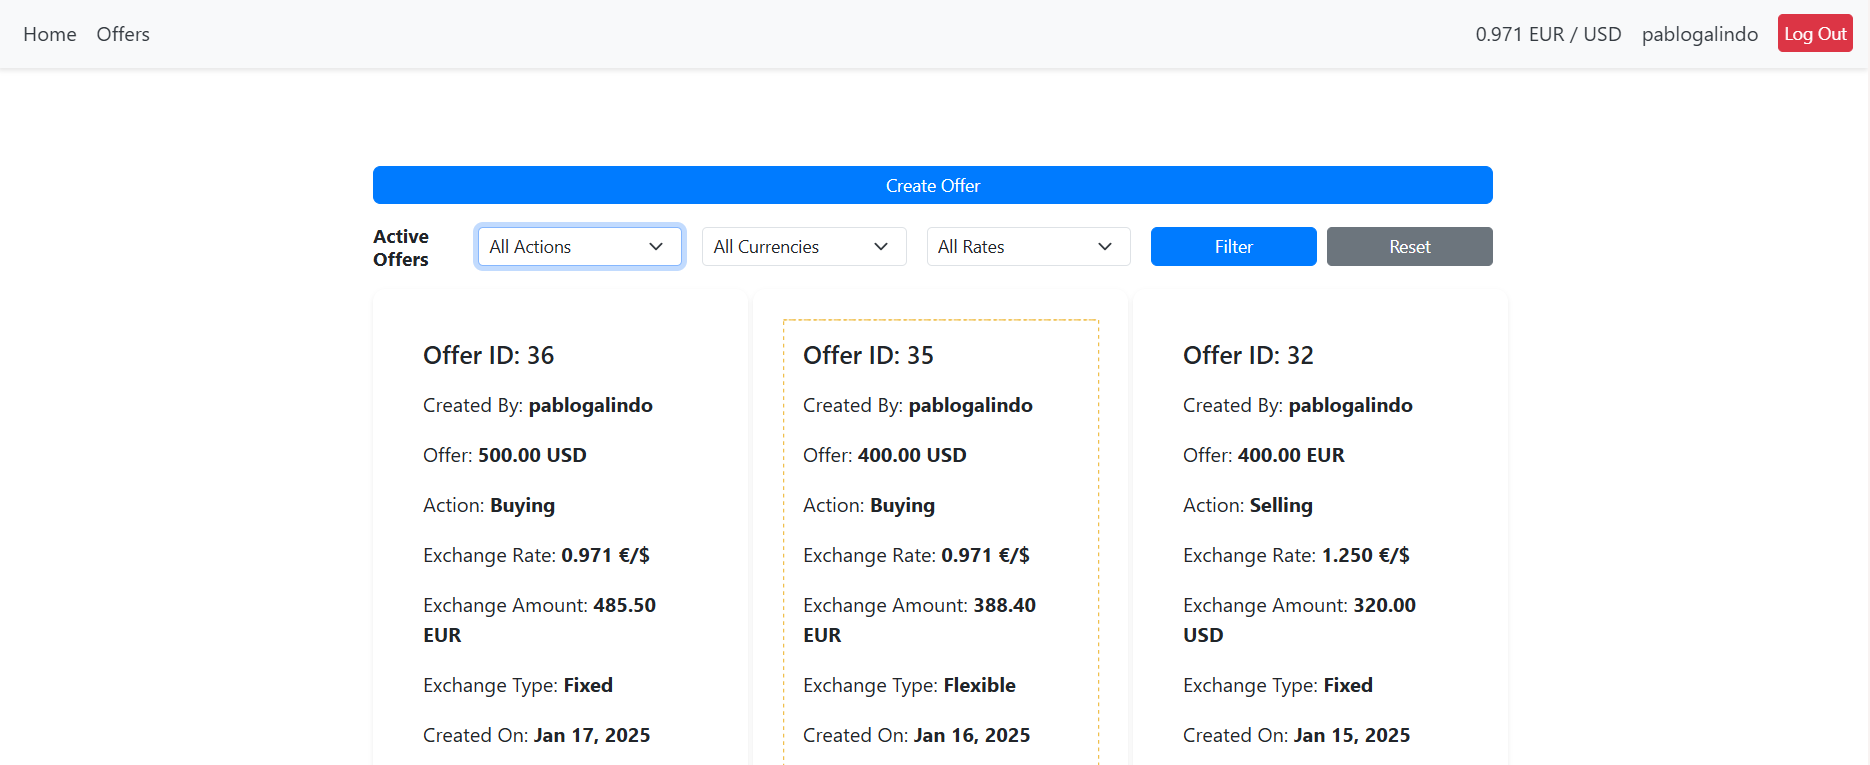 Home Offers 0.971 EUR / USD pablogalindo Log Out
Create Offer
Active
Offers
All Actions All Currencies All Rates Filter Reset
Offer ID: 36
Created By: pablogalindo
Offer: 500.00 USD
Action: Buying
Exchange Rate: 0.971 €/$
Exchange Amount: 485.50
EUR
Exchange Type: Fixed
Created On: Jan 17, 2025
Offer ID: 35
Created By: pablogalindo
Offer: 400.00 USD
Action: Buying
Exchange Rate: 0.971 €/$
Exchange Amount: 388.40
EUR
Exchange Type: Flexible
Created On: Jan 16, 2025
Offer ID: 32
Created By: pablogalindo
Offer: 400.00 EUR
Action: Selling
Exchange Rate: 1.250 €/$
Exchange Amount: 320.00
USD
Exchange Type: Fixed
Created On: Jan 15, 2025